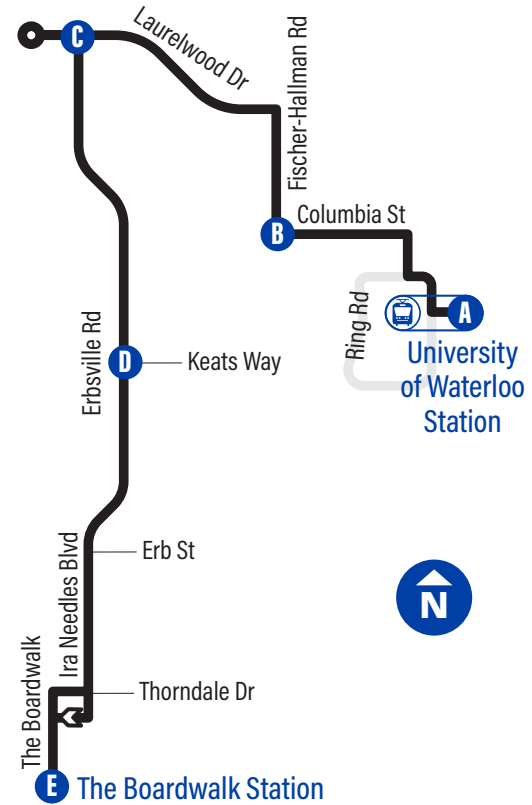 C
Laurelwood Dr
Fischer-Hallman Rd
B
Columbia St
Ring Rd
A
University
of Waterloo
Station
Erbsville Rd
D
Keats Way
Erb St
Ira Needles Blvd
N
The Boardwalk
Thorndale Dr
E
The Boardwalk Station